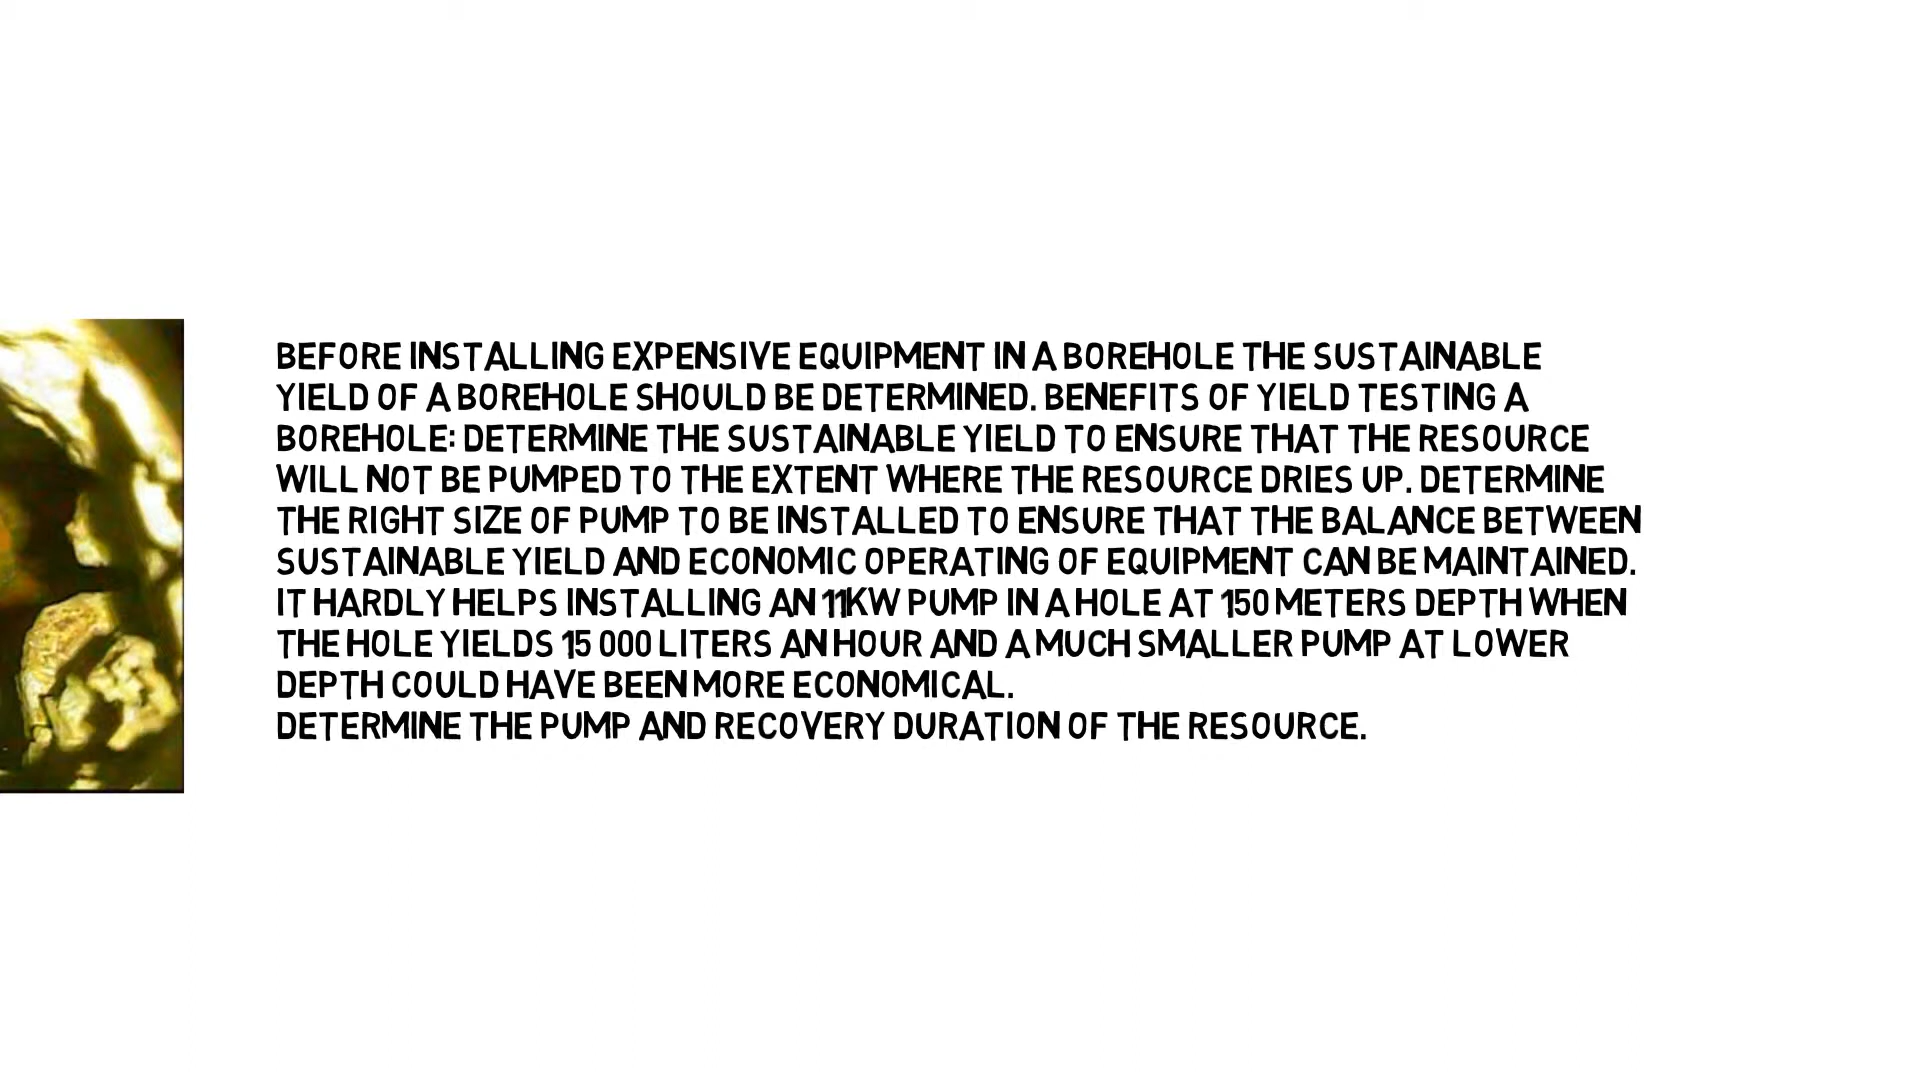 BEFORE INSTALLING EXPENSIVE EQUIPMENT IN A BOREHOLE THE SUSTAINABLE
YIELD OF A BOREHOLE SHOULD BE DETERMINED. BENEFITS OF YIELD TESTING A
BOREHOLE: DETERMINE THE SUSTAINABLE YIELD TO ENSURE THAT THE RESOURCE
WILL NOT BE PUMPED TO THE EXTENT WHERE THE RESOURCE DRIES UP. DETERMINE
THE RIGHT SIZE OF PUMP TO BE INSTALLED TO ENSURE THAT THE BALANCE BETWEEN
SUSTAINABLE YIELD AND ECONOMIC OPERATING OF EQUIPMENT CAN BE MAINTAINED.
IT HARDLY HELPS INSTALLING AN 11KW PUMP IN A HOLE AT 150 METERS DEPTH WHEN
THE HOLE YIELDS 15 000 LITERS AN HOUR AND A MUCH SMALLER PUMP AT LOWER
DEPTH COULD HAVE BEEN MORE ECONOMICAL.
DETERMINE THE PUMP AND RECOVERY DURATION OF THE RESOURCE.